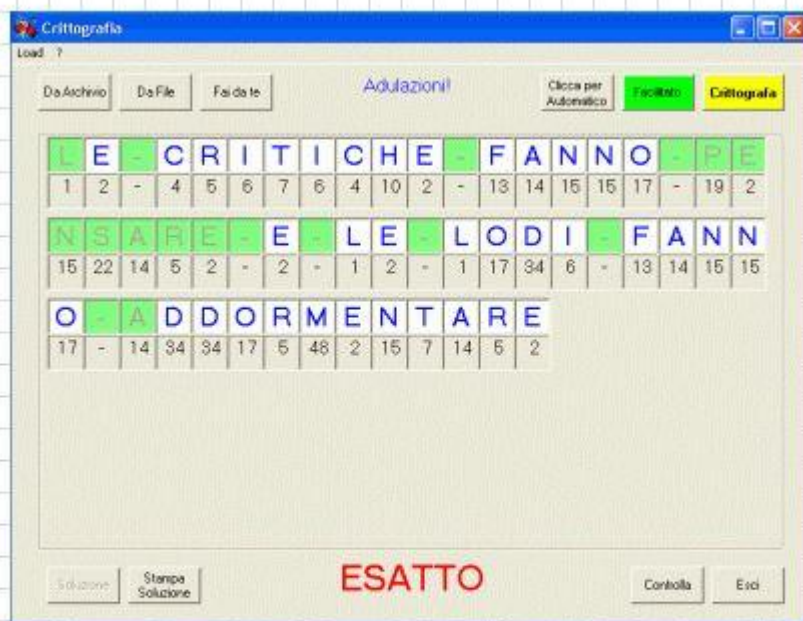 Crittografia
Load ?
Da Archivio Da File Fai da te Adulazioni! Clicca per Automatico Facilitato Crittografa
L E - C R I T I C H E - F A N N O - P E
1 2 - 4 5 6 7 6 4 10 2 - 13 14 15 15 17 - 19 2
N S A R E - E - L E - L O D I - F A N N
15 22 14 5 2 - 2 - 1 2 - 1 17 34 6 - 13 14 15 15
O - A D D O R M E N T A R E
17 - 14 34 34 17 5 48 2 15 7 14 5 2
Soluzione Stampa Soluzione ESATTO Controlla Esci